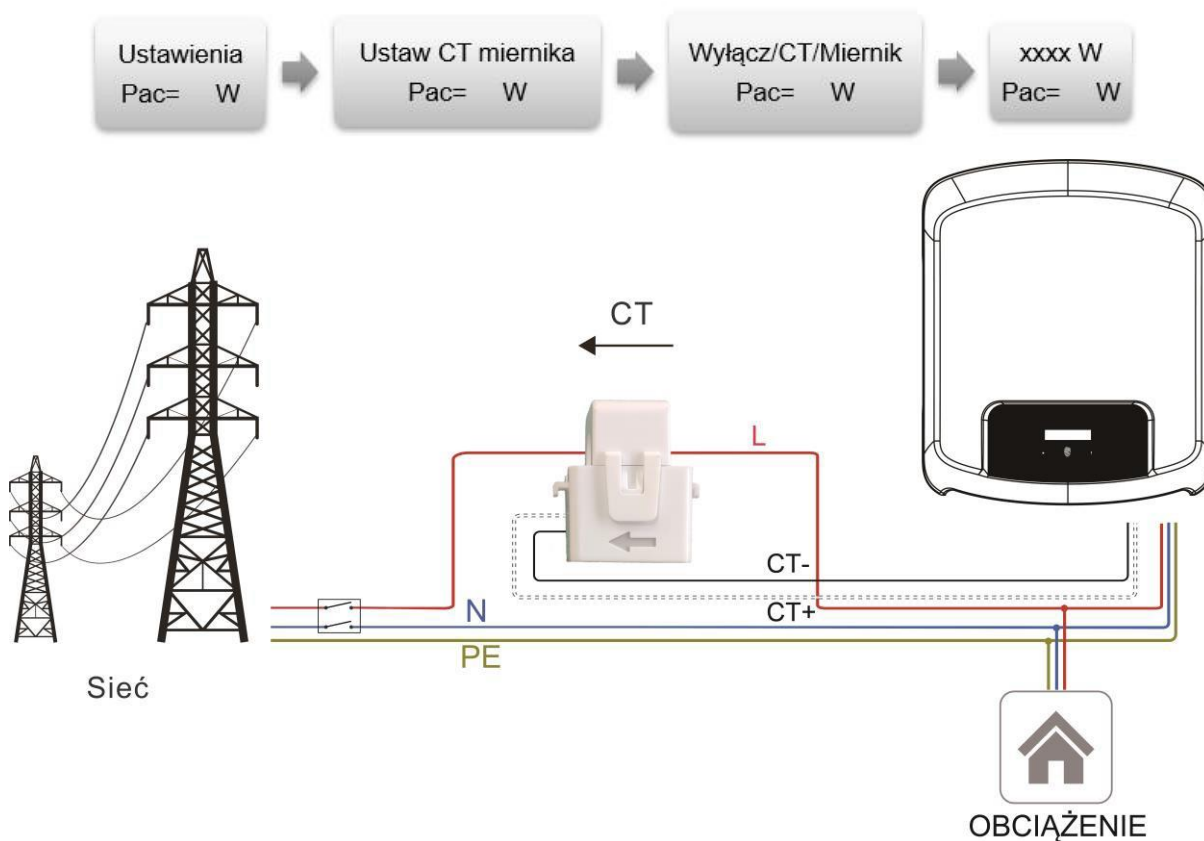 Ustawienia
Pac= W
Ustaw CT miernika
Pac= W
Wyłącz/CT/Miernik
Pac= W
xxxx W
Pac= W
CT
L
CT-
CT+
N
PE
Sieć
OBCIĄŻENIE